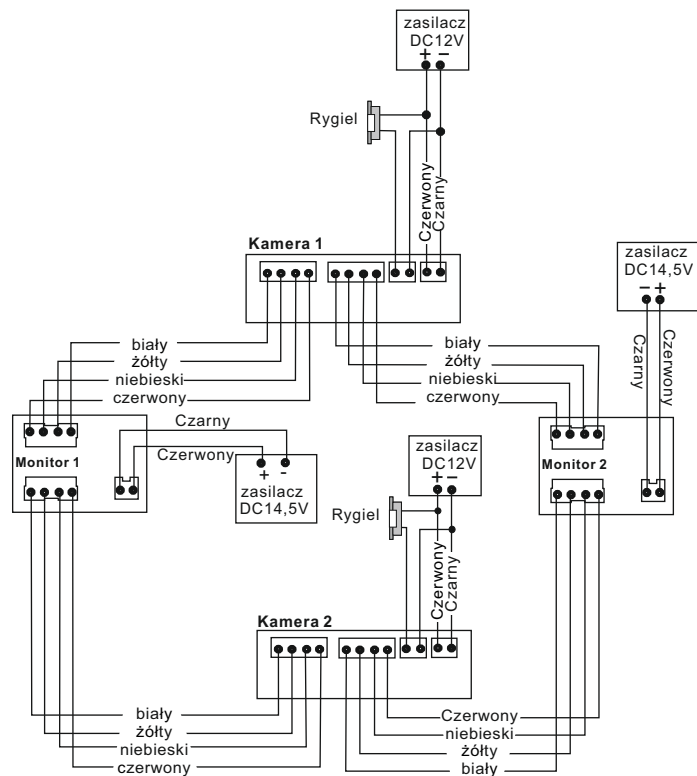 zasilacz
DC12V
+ −
Rygiel
Czerwony
Czarny
Kamera 1
zasilacz
DC14,5V
− +
Czarny
Czerwony
biały
żółty
niebieski
czerwony
biały
żółty
niebieski
czerwony
Monitor 1
Czarny
Czerwony
+ -
zasilacz
DC14,5V
zasilacz
DC12V
+ −
Monitor 2
Rygiel
Czerwony
Czarny
Kamera 2
biały
żółty
niebieski
czerwony
Czerwony
niebieski
żółty
biały